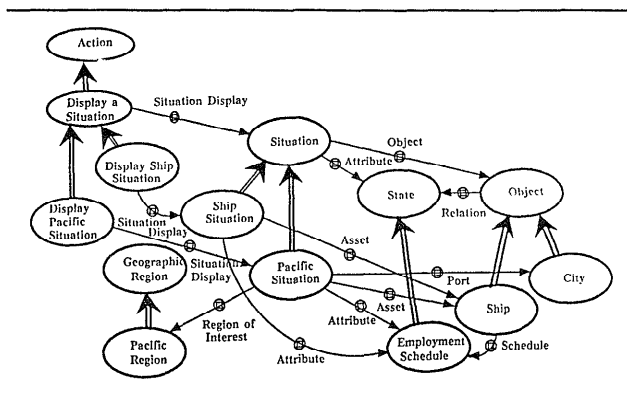 Action
Display a
Situation
Situation Display
Situation
Object
Attribute
Display Ship
Situation
State
Object
Relation
Ship
Situation
Display
Pacific
Situation
Situation
Display
Asset
Geographic
Region
Situation
Display
Pacific
Situation
Port
City
Asset
Ship
Attribute
Region of
Interest
Pacific
Region
Attribute
Employment
Schedule
Schedule